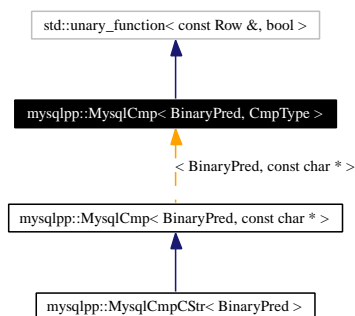 std::unary_function< const Row &, bool >
mysqlpp::MysqlCmp< BinaryPred, CmpType >
< BinaryPred, const char * >
mysqlpp::MysqlCmp< BinaryPred, const char * >
mysqlpp::MysqlCmpCStr< BinaryPred >